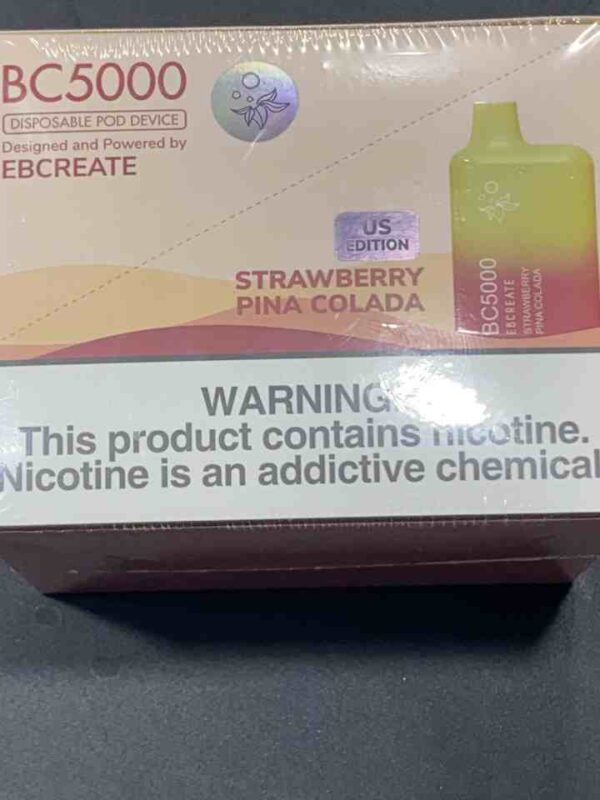 BC5000
DISPOSABLE POD DEVICE
Designed and Powered by
EBCREATE
US
EDITION
STRAWBERRY
PINA COLADA
BC5000
EBCREATE
STRAWBERRY
PINA COLADA
WARNING:
This product contains nicotine.
Nicotine is an addictive chemical